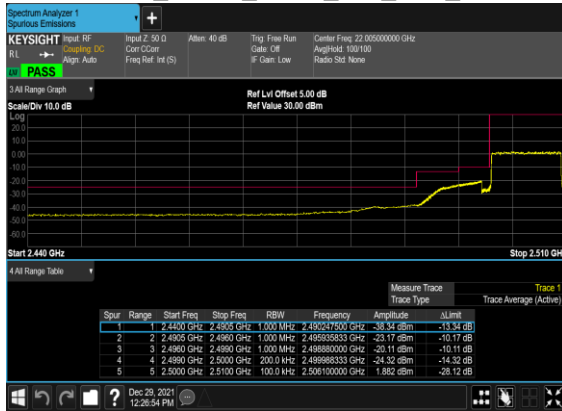 Spectrum Analyzer 1
Spurious Emissions
+
KEYSIGHT Input: RF Input Z: 50 Ω Atten: 40 dB Trig: Free Run Center Freq: 22.005000000 GHz
RL Coupling: DC Corr CCorr Gate: Off Avg|Hold: 100/100
Align: Auto Freq Ref: Int (S) IF Gain: Low Radio Std: None
PASS
3 All Range Graph
Ref Lvl Offset 5.00 dB
Scale/Div 10.0 dB Ref Value 30.00 dBm
Log
20.0
10.0
0.00
-10.0
-20.0
-30.0
-40.0
-50.0
-60.0
Start 2.440 GHz Stop 2.510 GHz
4 All Range Table
Measure Trace Trace 1
Trace Type Trace Average (Active)
Spur Range Start Freq Stop Freq RBW Frequency Amplitude ΔLimit
1 1 2.4400 GHz 2.4905 GHz 1.000 MHz 2.490247500 GHz -38.34 dBm -13.34 dB
2 2 2.4905 GHz 2.4960 GHz 1.000 MHz 2.495935833 GHz -23.17 dBm -10.17 dB
3 3 2.4960 GHz 2.4990 GHz 1.000 MHz 2.498880000 GHz -20.11 dBm -10.11 dB
4 4 2.4990 GHz 2.5000 GHz 200.0 kHz 2.499988333 GHz -24.32 dBm -14.32 dB
5 5 2.5000 GHz 2.5100 GHz 100.0 kHz 2.506100000 GHz 1.882 dBm -28.12 dB
?
Dec 29, 2021
12:26:54 PM